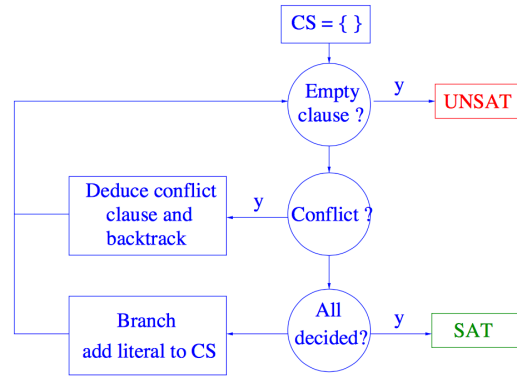 CS = { }
Empty
clause ?
y
UNSAT
Deduce conflict
clause and
backtrack
y
Conflict ?
Branch
add literal to CS
All
decided?
y
SAT